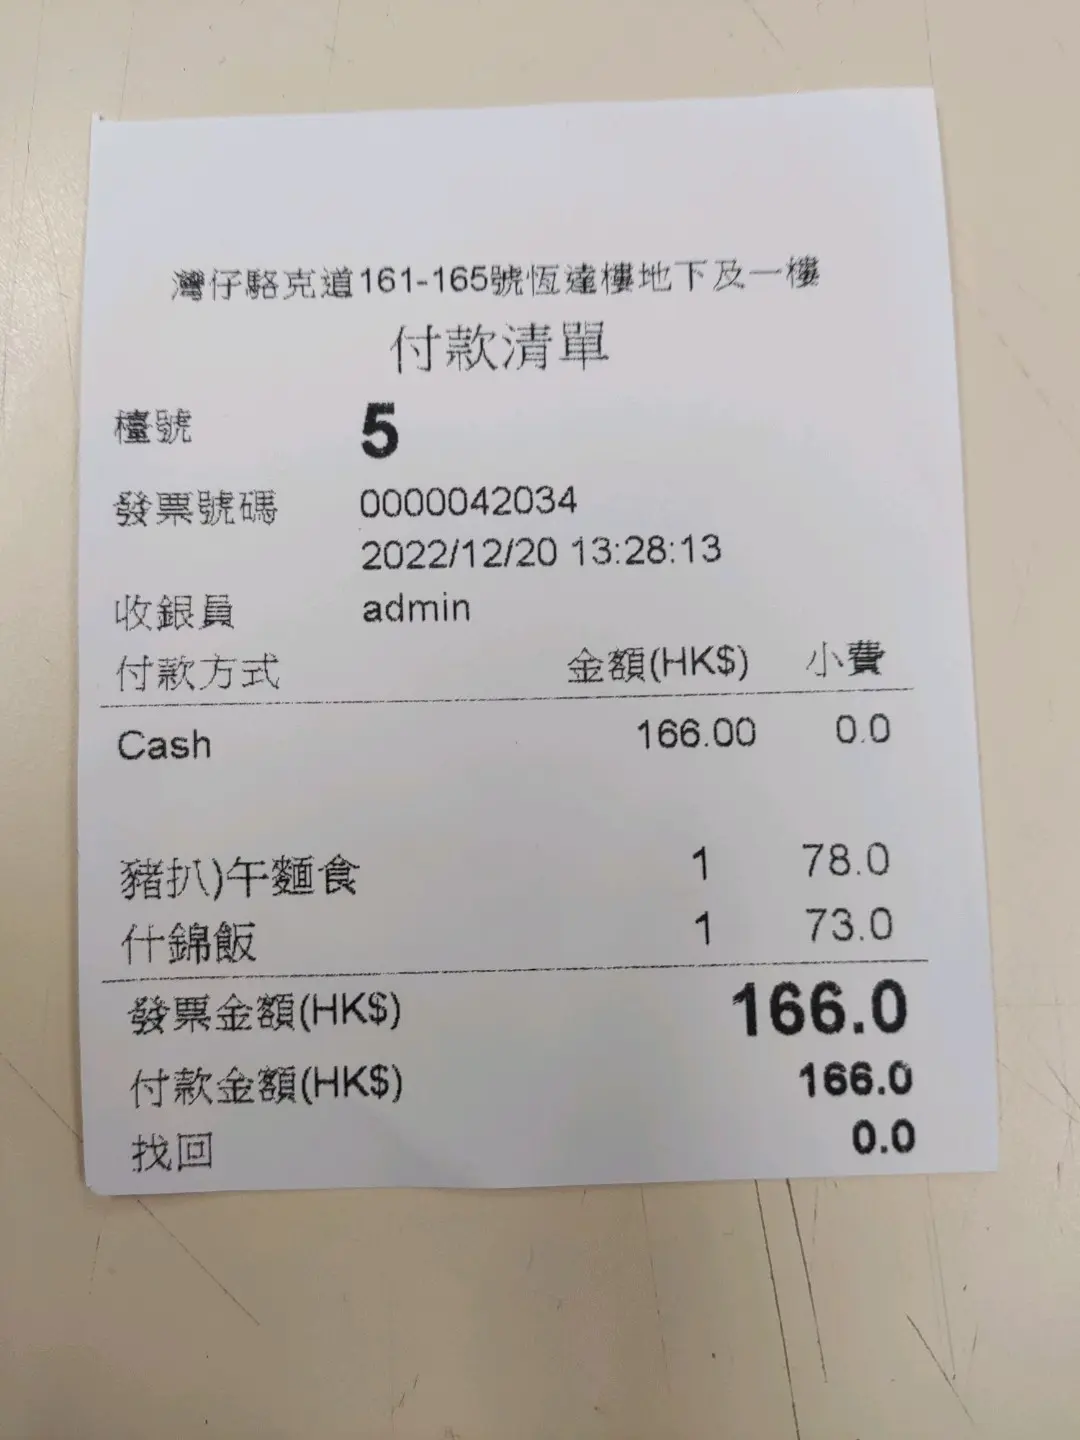 灣仔駱克道161-165號恆達樓地下及一樓
付款清單
檯號 5
發票號碼 0000042034
2022/12/20 13:28:13
收銀員 admin
付款方式 金額(HK$) 小費
Cash 166.00 0.0
豬扒)午麵食 1 78.0
什錦飯 1 73.0
發票金額(HK$) 166.0
付款金額(HK$) 166.0
找回 0.0